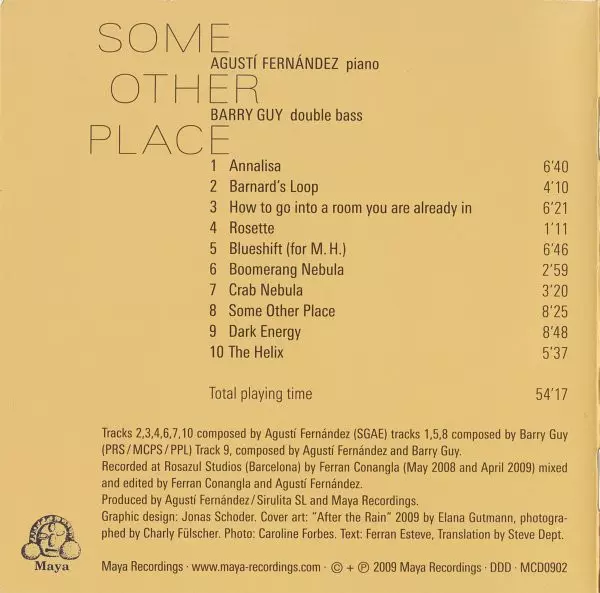 SOME
AGUSTÍ FERNÁNDEZ piano
OTHER
BARRY GUY double bass
PLACE
1 Annalisa 6'40
2 Barnard's Loop 4'10
3 How to go into a room you are already in 6'21
4 Rosette 1'11
5 Blueshift (for M. H.) 6'46
6 Boomerang Nebula 2'59
7 Crab Nebula 3'20
8 Some Other Place 8'25
9 Dark Energy 8'48
10 The Helix 5'37
Total playing time 54'17
Tracks 2,3,4,6,7,10 composed by Agustí Fernández (SGAE) tracks 1,5,8 composed by Barry Guy
(PRS / MCPS / PPL) Track 9, composed by Agustí Fernández and Barry Guy.
Recorded at Rosazul Studios (Barcelona) by Ferran Conangla (May 2008 and April 2009) mixed
and edited by Ferran Conangla and Agustí Fernández.
Produced by Agustí Fernández / Sirulita SL and Maya Recordings.
Graphic design: Jonas Schoder. Cover art: "After the Rain" 2009 by Elana Gutmann, photogra-
phed by Charly Fülscher. Photo: Caroline Forbes. Text: Ferran Esteve, Translation by Steve Dept.
Maya
Maya Recordings · www.maya-recordings.com · © + ℗ 2009 Maya Recordings · DDD · MCD0902